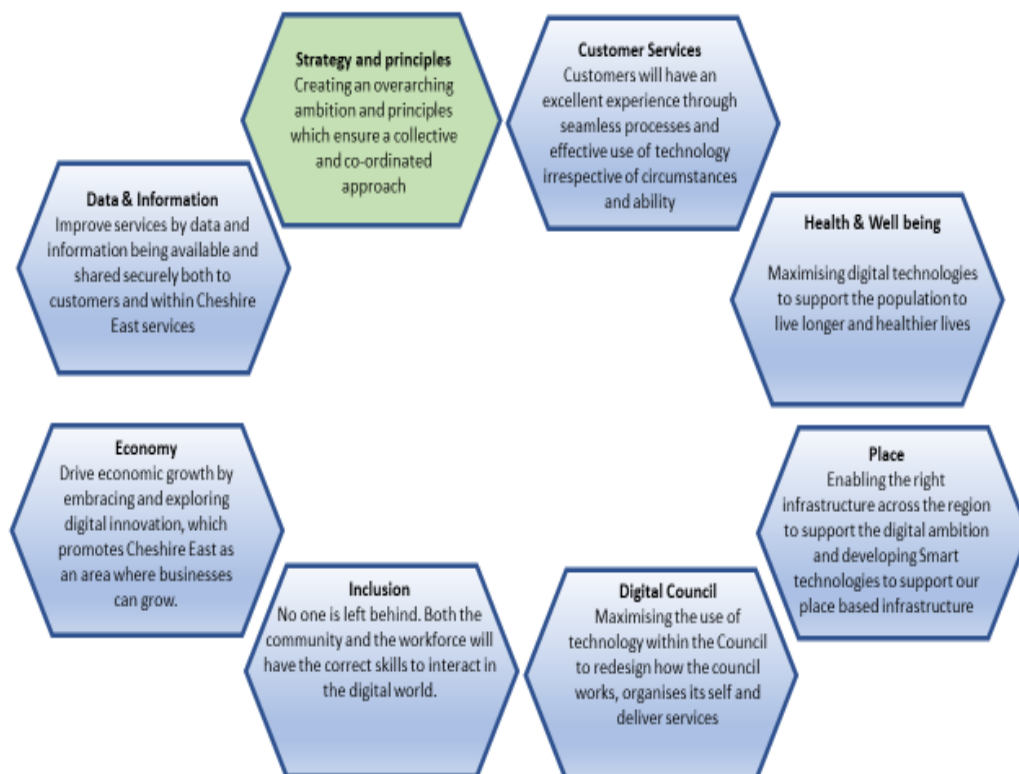 Strategy and principles
Creating an overarching
ambition and principles
which ensure a collective
and co-ordinated
approach
Customer Services
Customers will have an
excellent experience through
seamless processes and
effective use of technology
irrespective of circumstances
and ability
Health & Well being
Maximising digital technologies
to support the population to
live longer and healthier lives
Place
Enabling the right
infrastructure across the region
to support the digital ambition
and developing Smart
technologies to support our
place based infrastructure
Digital Council
Maximising the use of
technology within the Council
to redesign how the council
works, organises its self and
deliver services
Inclusion
No one is left behind. Both the
community and the workforce will
have the correct skills to interact in
the digital world.
Economy
Drive economic growth by
embracing and exploring
digital innovation, which
promotes Cheshire East as
an area where businesses
can grow.
Data & Information
Improve services by data and
information being available and
shared securely both to
customers and within Cheshire
East services